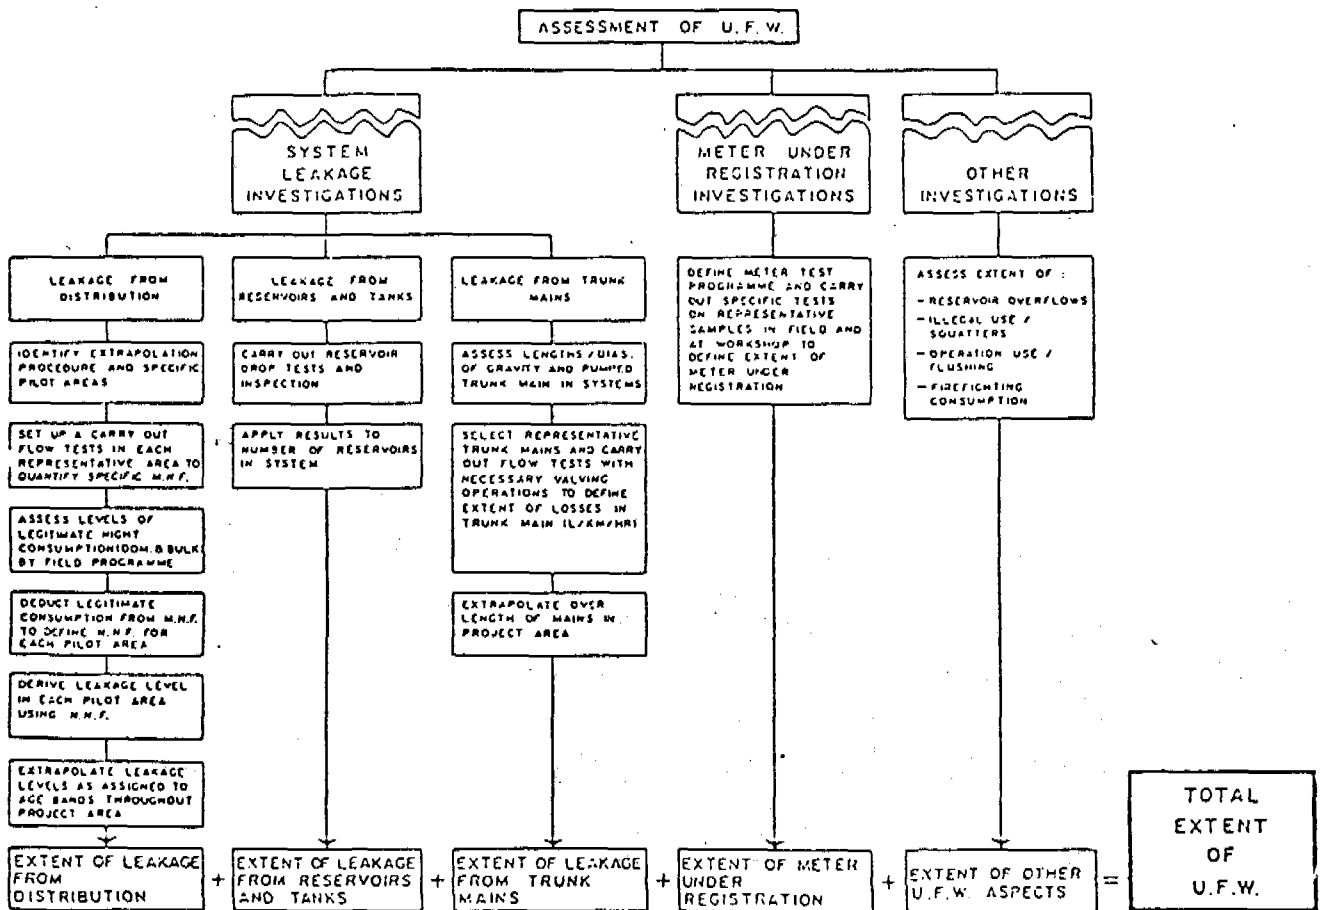 ASSESSMENT OF U.F.W.
SYSTEM
LEAKAGE
INVESTIGATIONS
METER UNDER
REGISTRATION
INVESTIGATIONS
OTHER
INVESTIGATIONS
LEAKAGE FROM
DISTRIBUTION
IDENTIFY EXTRAPOLATION
PROCEDURE AND SPECIFIC
PILOT AREAS
SET UP & CARRY OUT
FLOW TESTS IN EACH
REPRESENTATIVE AREA TO
QUANTIFY SPECIFIC M.N.F.
ASSESS LEVELS OF
LEGITIMATE NIGHT
CONSUMPTION (DOM. & BULK)
BY FIELD PROGRAMME
DEDUCT LEGITIMATE
CONSUMPTION FROM M.N.F.
TO DEFINE N.N.F. FOR
EACH PILOT AREA
DERIVE LEAKAGE LEVEL
IN EACH PILOT AREA
USING N.N.F.
EXTRAPOLATE LEAKAGE
LEVELS AS ASSIGNED TO
AGE BANDS THROUGHOUT
PROJECT AREA
LEAKAGE FROM
RESERVOIRS AND TANKS
CARRY OUT RESERVOIR
DROP TESTS AND
INSPECTION
APPLY RESULTS TO
NUMBER OF RESERVOIRS
IN SYSTEM
LEAKAGE FROM TRUNK
MAINS
ASSESS LENGTHS/DIAS.
OF GRAVITY AND PUMPED
TRUNK MAIN IN SYSTEMS
SELECT REPRESENTATIVE
TRUNK MAINS AND CARRY
OUT FLOW TESTS WITH
NECESSARY VALVING
OPERATIONS TO DEFINE
EXTENT OF LOSSES IN
TRUNK MAIN (L/KM/HR)
EXTRAPOLATE OVER
LENGTH OF MAINS IN
PROJECT AREA
DEFINE METER TEST
PROGRAMME AND CARRY
OUT SPECIFIC TESTS
ON REPRESENTATIVE
SAMPLES IN FIELD AND
AT WORKSHOP TO
DEFINE EXTENT OF
METER UNDER
REGISTRATION
ASSESS EXTENT OF :
- RESERVOIR OVERFLOWS
- ILLEGAL USE /
SQUATTERS
- OPERATION USE /
FLUSHING
- FIREFIGHTING
CONSUMPTION
EXTENT OF LEAKAGE
FROM
DISTRIBUTION
+
EXTENT OF LEAKAGE
FROM RESERVOIRS
AND TANKS
+
EXTENT OF LEAKAGE
FROM TRUNK
MAINS
+
EXTENT OF METER
UNDER
REGISTRATION
+
EXTENT OF OTHER
U.F.W. ASPECTS
=
TOTAL
EXTENT
OF
U.F.W.